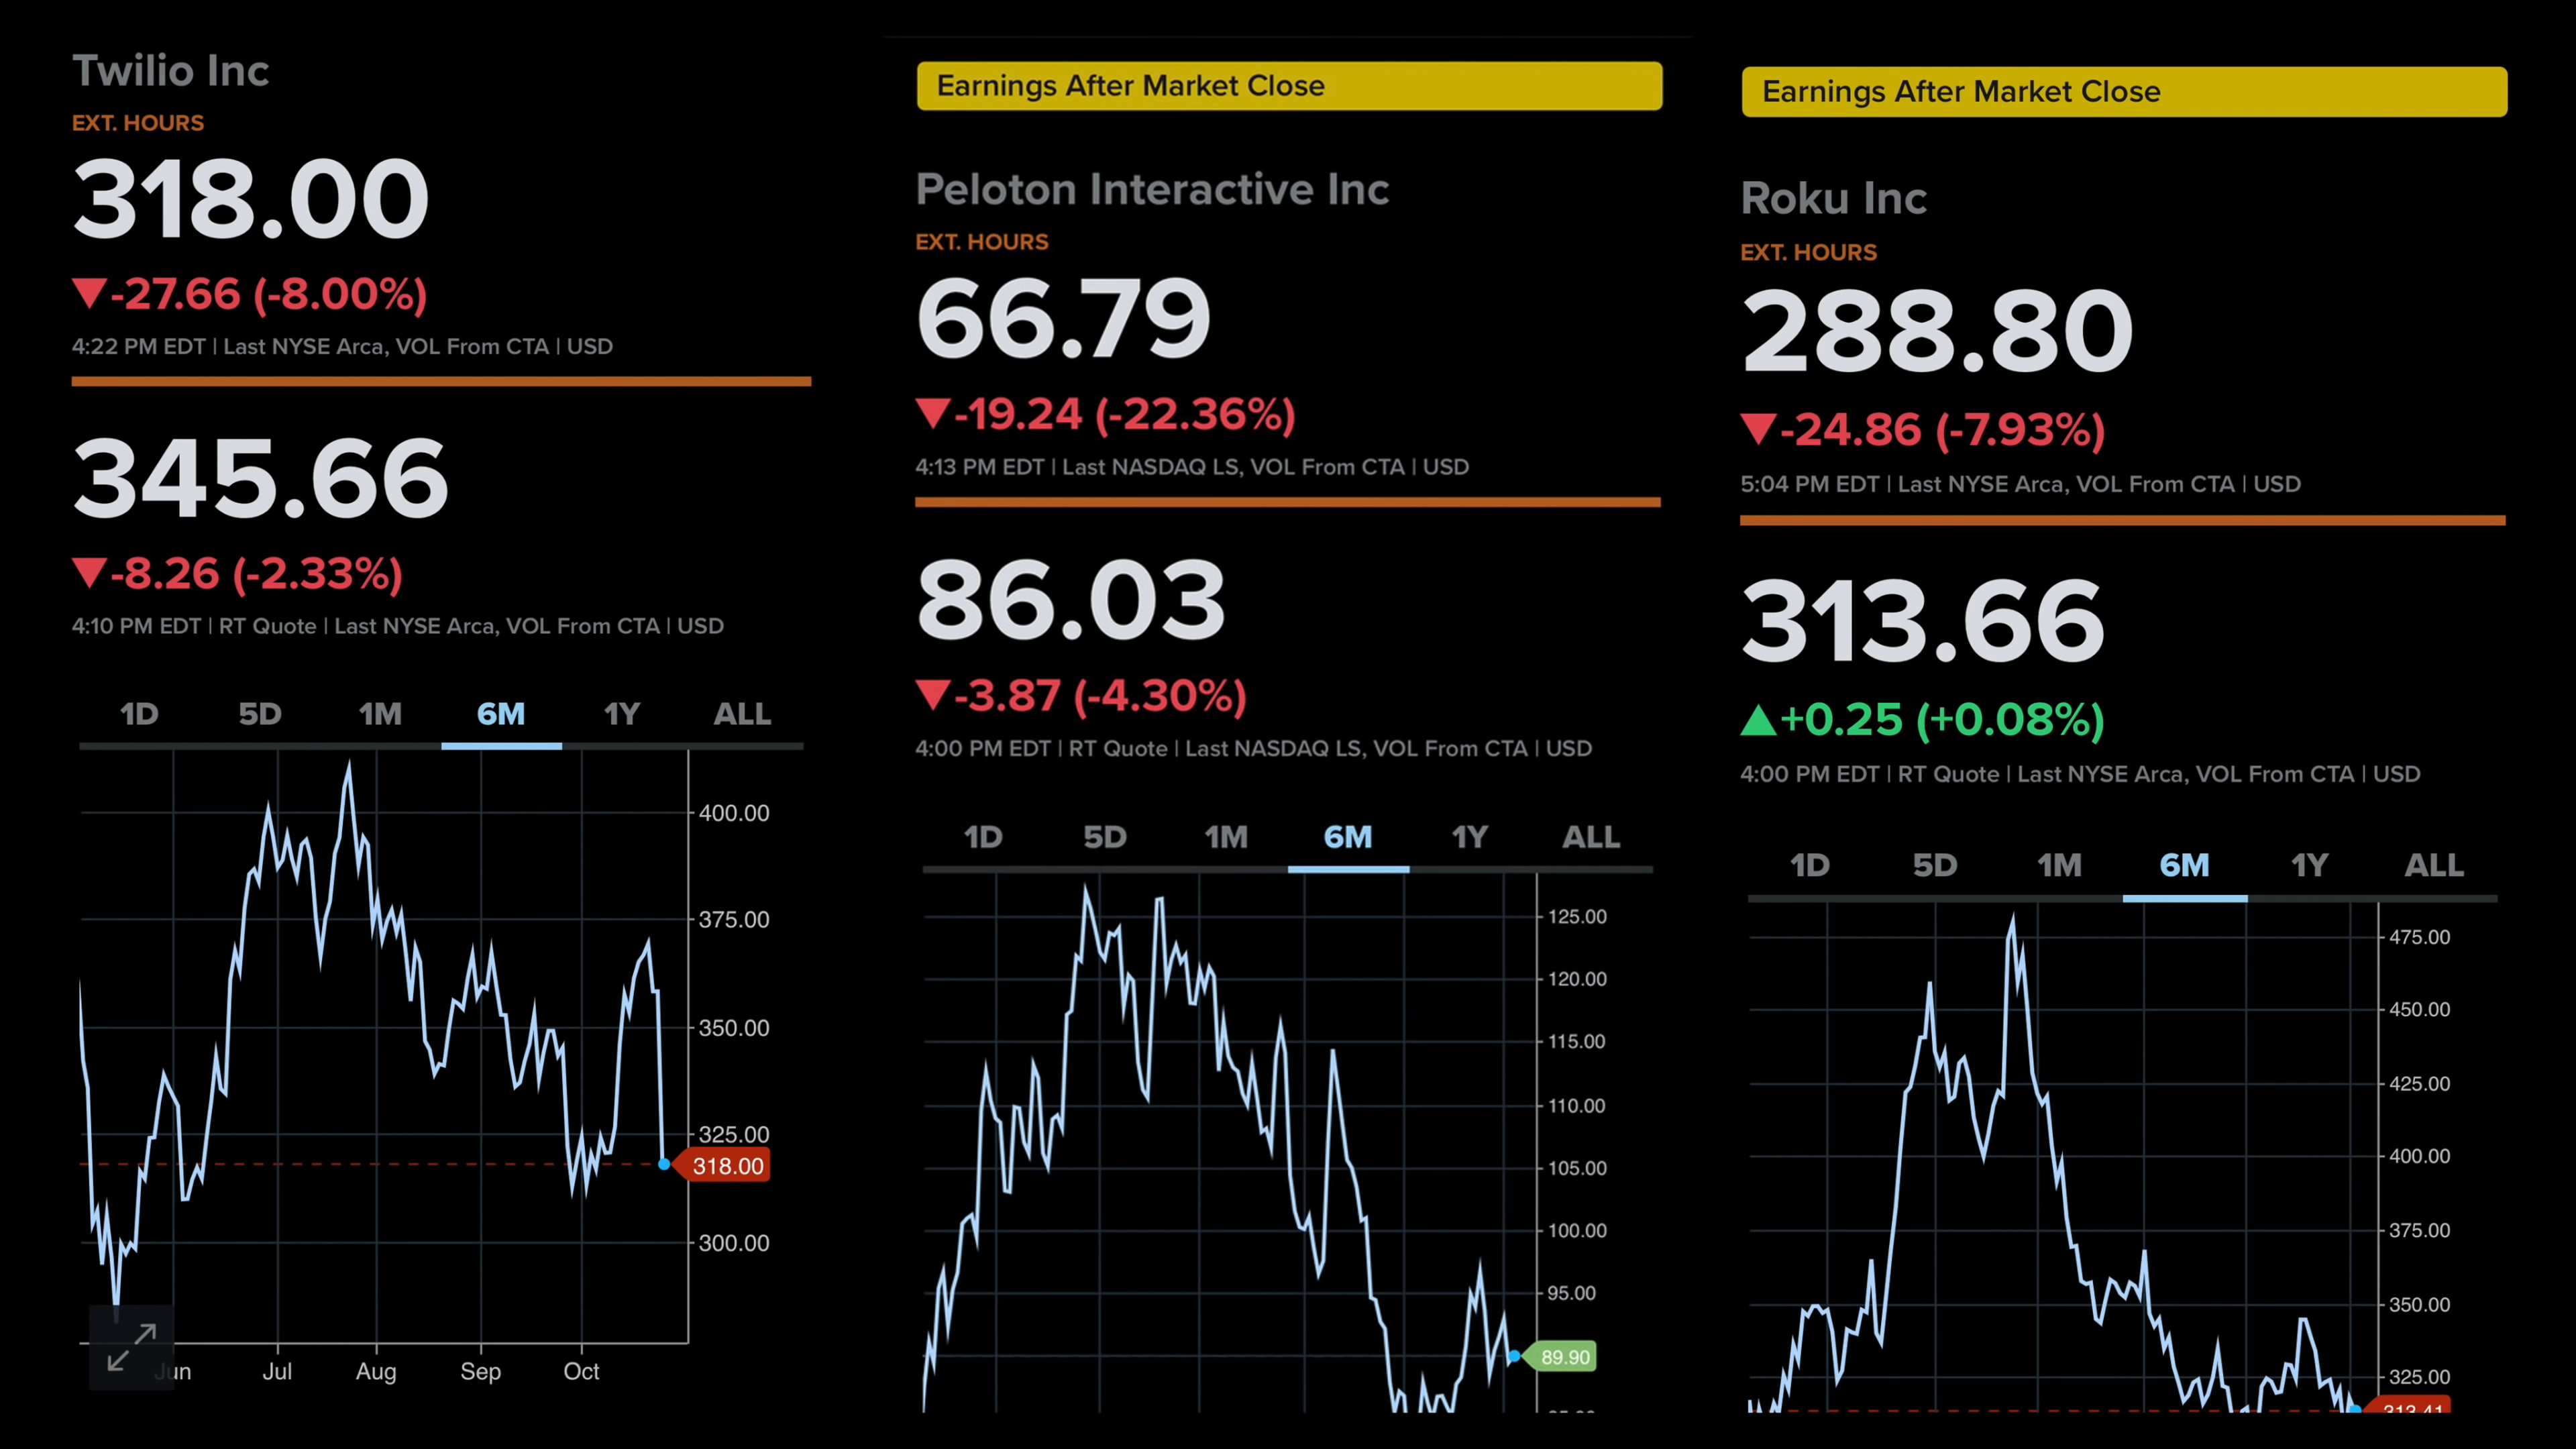 Twilio Inc
EXT. HOURS
318.00
▼-27.66 (-8.00%)
4:22 PM EDT | Last NYSE Arca, VOL From CTA | USD
345.66
▼-8.26 (-2.33%)
4:10 PM EDT | RT Quote | Last NYSE Arca, VOL From CTA | USD
1D 5D 1M 6M 1Y ALL
400.00
375.00
350.00
325.00
318.00
300.00
Jun Jul Aug Sep Oct
Earnings After Market Close
Peloton Interactive Inc
EXT. HOURS
66.79
▼-19.24 (-22.36%)
4:13 PM EDT | Last NASDAQ LS, VOL From CTA | USD
86.03
▼-3.87 (-4.30%)
4:00 PM EDT | RT Quote | Last NASDAQ LS, VOL From CTA | USD
1D 5D 1M 6M 1Y ALL
125.00
120.00
115.00
110.00
105.00
100.00
95.00
89.90
Earnings After Market Close
Roku Inc
EXT. HOURS
288.80
▼-24.86 (-7.93%)
5:04 PM EDT | Last NYSE Arca, VOL From CTA | USD
313.66
▲+0.25 (+0.08%)
4:00 PM EDT | RT Quote | Last NYSE Arca, VOL From CTA | USD
1D 5D 1M 6M 1Y ALL
475.00
450.00
425.00
400.00
375.00
350.00
325.00
313.41